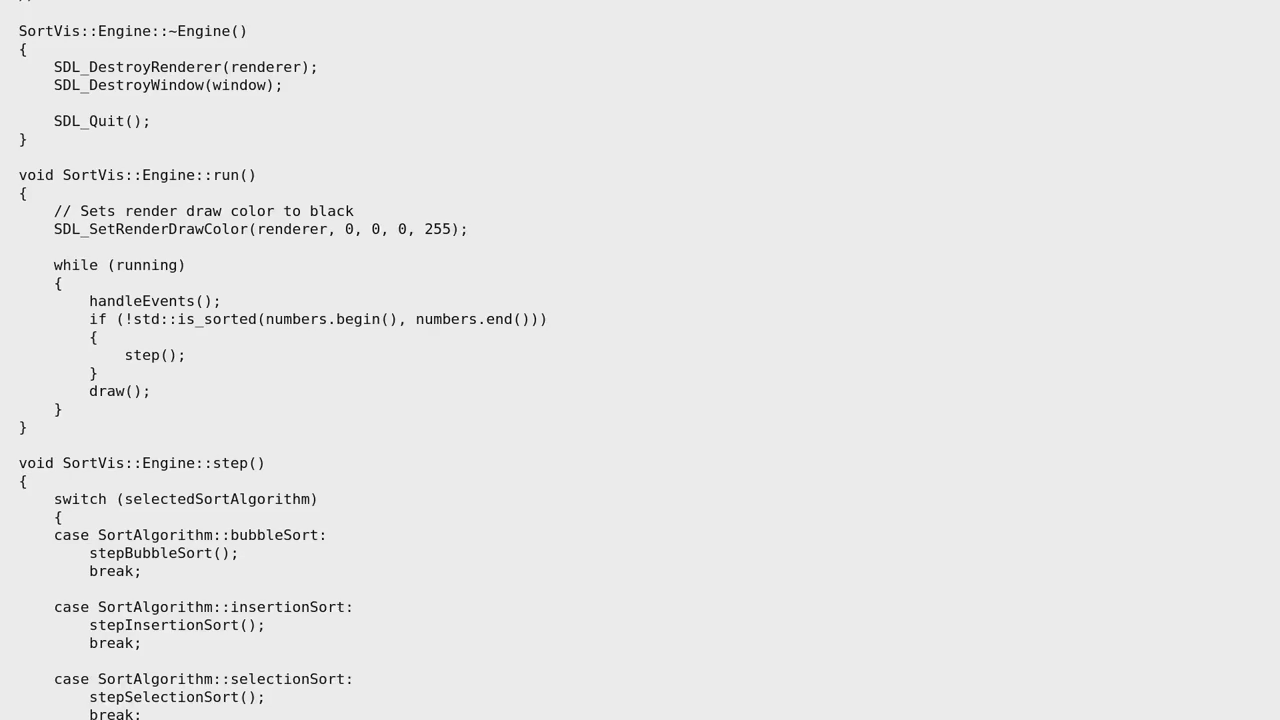 SortVis::Engine::~Engine()
{
    SDL_DestroyRenderer(renderer);
    SDL_DestroyWindow(window);

    SDL_Quit();
}

void SortVis::Engine::run()
{
    // Sets render draw color to black
    SDL_SetRenderDrawColor(renderer, 0, 0, 0, 255);

    while (running)
    {
        handleEvents();
        if (!std::is_sorted(numbers.begin(), numbers.end()))
        {
            step();
        }
        draw();
    }
}

void SortVis::Engine::step()
{
    switch (selectedSortAlgorithm)
    {
    case SortAlgorithm::bubbleSort:
        stepBubbleSort();
        break;

    case SortAlgorithm::insertionSort:
        stepInsertionSort();
        break;

    case SortAlgorithm::selectionSort:
        stepSelectionSort();
        break;